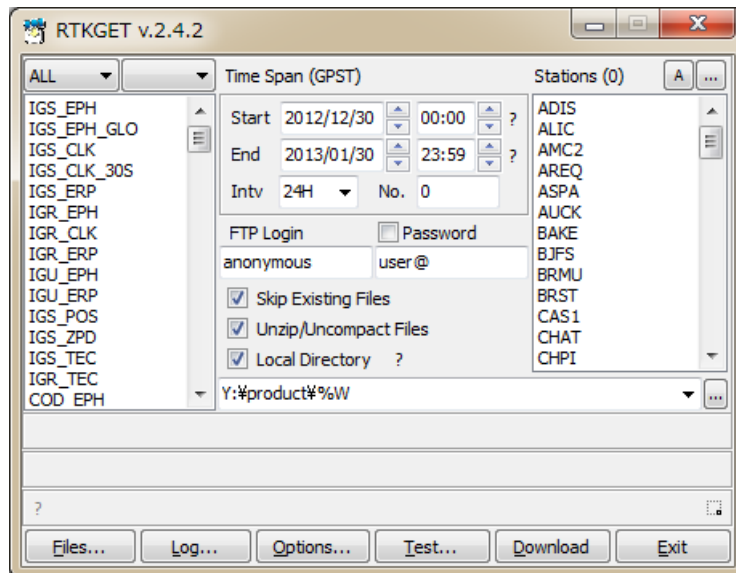 RTKGET v.2.4.2
ALL
Time Span (GPST)
Stations (0)
A
...
IGS_EPH
IGS_EPH_GLO
IGS_CLK
IGS_CLK_30S
IGS_ERP
IGR_EPH
IGR_CLK
IGR_ERP
IGU_EPH
IGU_ERP
IGS_POS
IGS_ZPD
IGS_TEC
IGR_TEC
COD_EPH
Start 2012/12/30 00:00 ?
End 2013/01/30 23:59 ?
Intv 24H No. 0
FTP Login Password
anonymous user@
Skip Existing Files
Unzip/Uncompact Files
Local Directory ?
ADIS
ALIC
AMC2
AREQ
ASPA
AUCK
BAKE
BJFS
BRMU
BRST
CAS1
CHAT
CHPI
Y:¥product¥%W
...
?
Files... Log... Options... Test... Download Exit